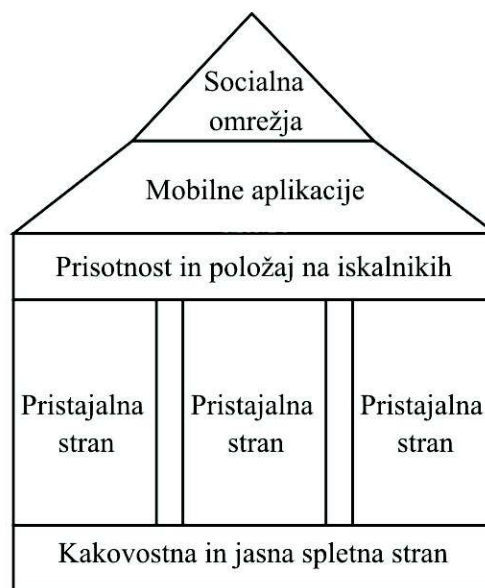 Socialna
omrežja
Mobilne aplikacije
Prisotnost in položaj na iskalnikih
Pristajalna
stran
Pristajalna
stran
Pristajalna
stran
Kakovostna in jasna spletna stran